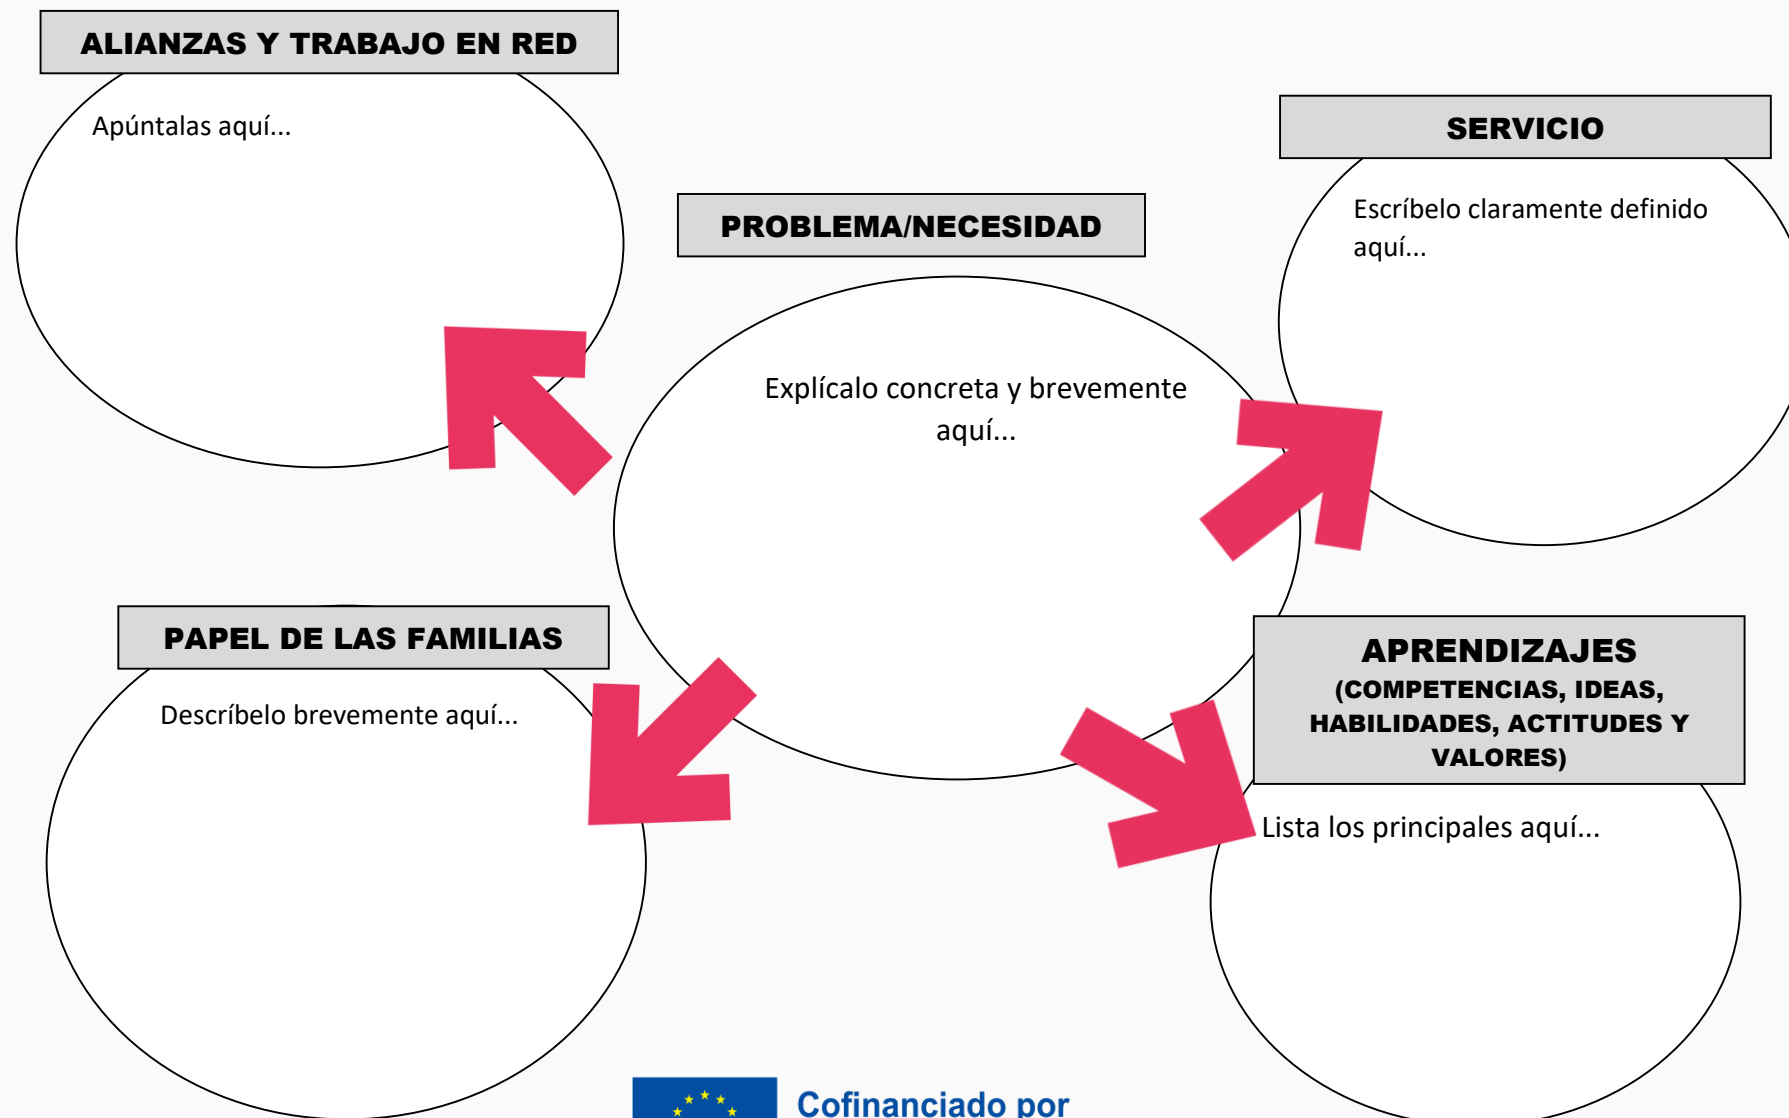 ALIANZAS Y TRABAJO EN RED
Apúntalas aquí...
SERVICIO
Escríbelo claramente definido
aquí...
PROBLEMA/NECESIDAD
Explícalo concreta y brevemente
aquí...
PAPEL DE LAS FAMILIAS
Descríbelo brevemente aquí...
APRENDIZAJES
(COMPETENCIAS, IDEAS,
HABILIDADES, ACTITUDES Y
VALORES)
Lista los principales aquí...
Cofinanciado por